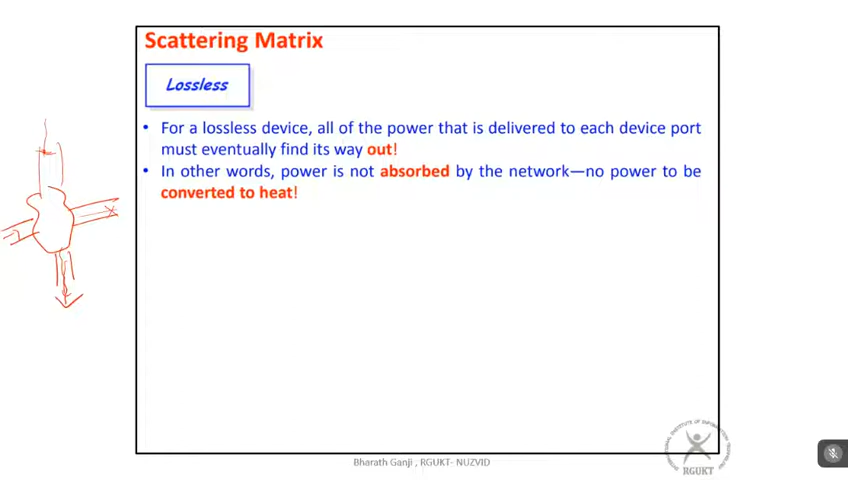 Scattering Matrix
Lossless
• For a lossless device, all of the power that is delivered to each device port
must eventually find its way out!
• In other words, power is not absorbed by the network—no power to be
converted to heat!
RGUKT
Bharath Ganji , RGUKT- NUZVID